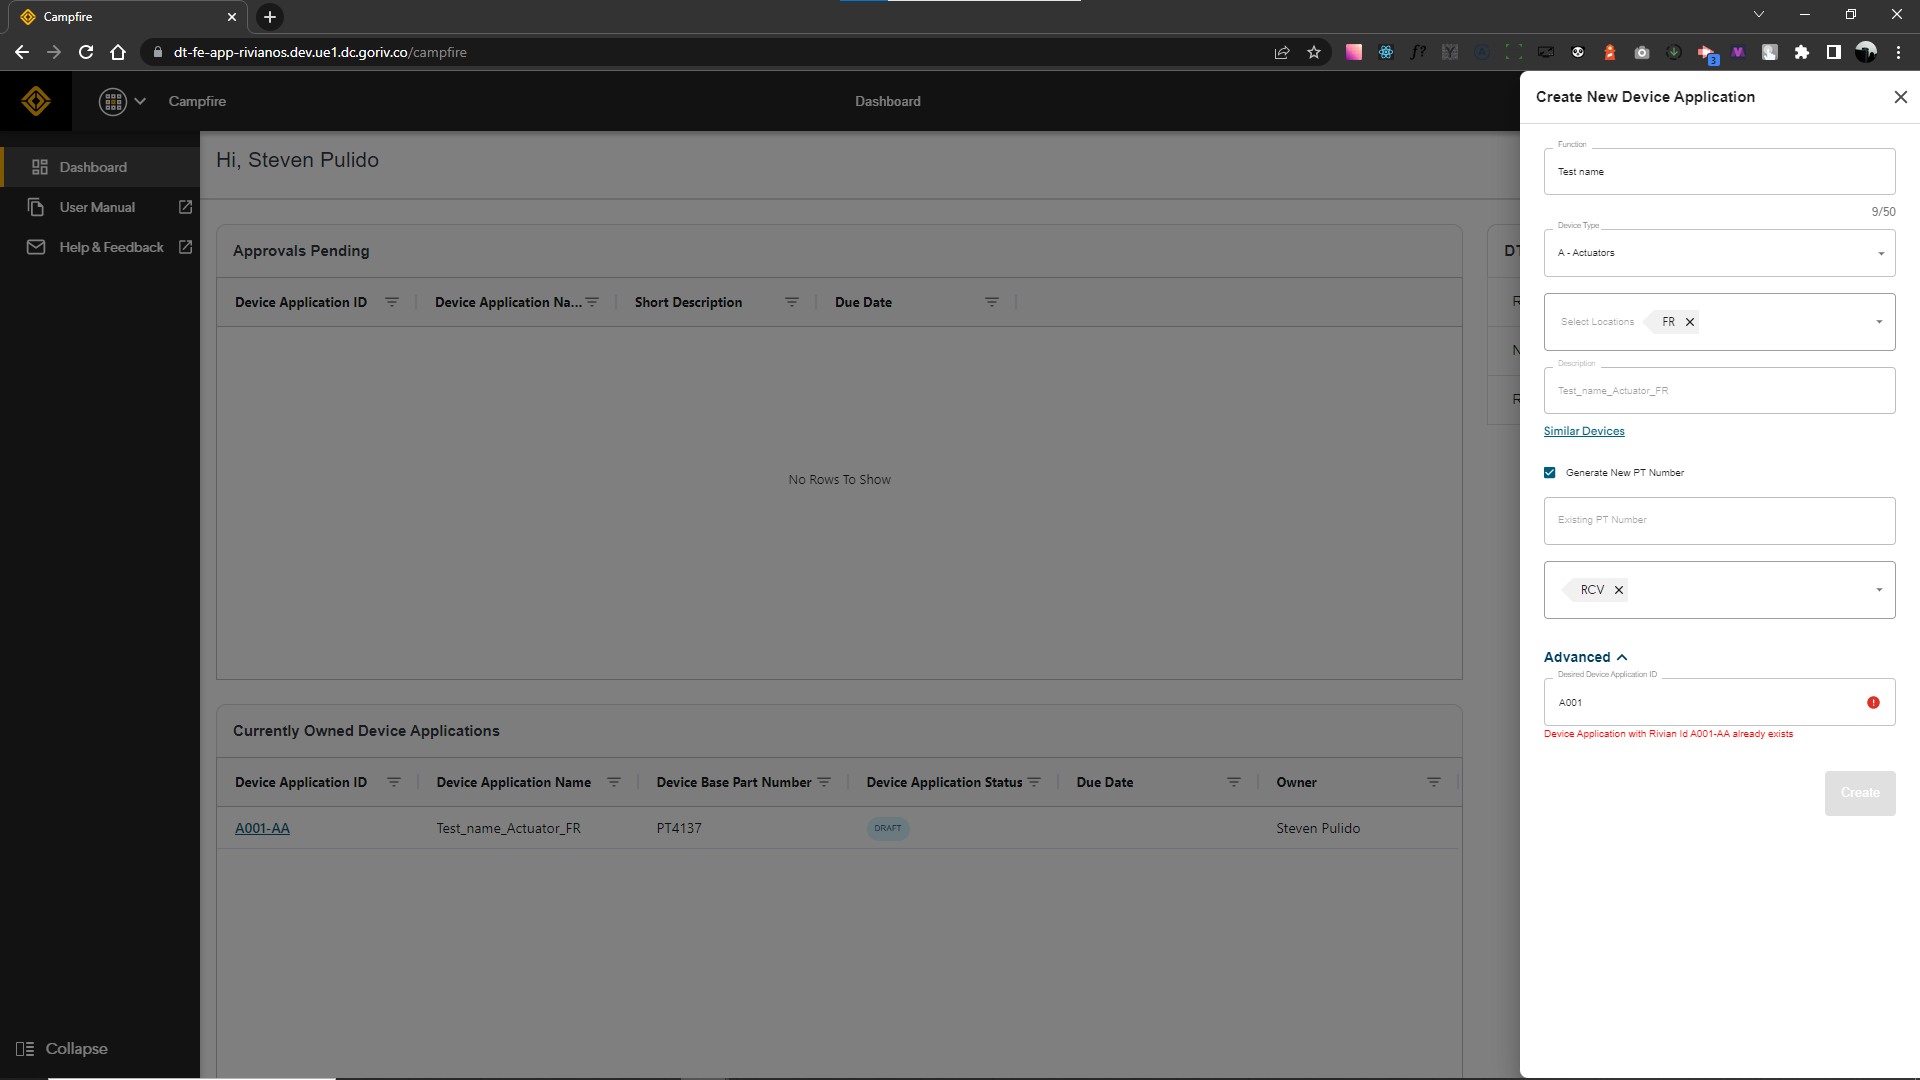 Campfire
dt-fe-app-rivianos.dev.ue1.dc.goriv.co/campfire
3
Campfire
Dashboard
Dashboard
User Manual
Help & Feedback
Collapse
Hi, Steven Pulido
Approvals Pending
Device Application ID
Device Application Na...
Short Description
Due Date
No Rows To Show
Currently Owned Device Applications
Device Application ID
Device Application Name
Device Base Part Number
Device Application Status
Due Date
Owner
A001-AA
Test_name_Actuator_FR
PT4137
DRAFT
Steven Pulido
Create New Device Application
Function
Test name
9/50
Device Type
A - Actuators
Select Locations
FR
Description
Test_name_Actuator_FR
Similar Devices
Generate New PT Number
Existing PT Number
RCV
Advanced
Desired Device Application ID
A001
Device Application with Rivian Id A001-AA already exists
Create